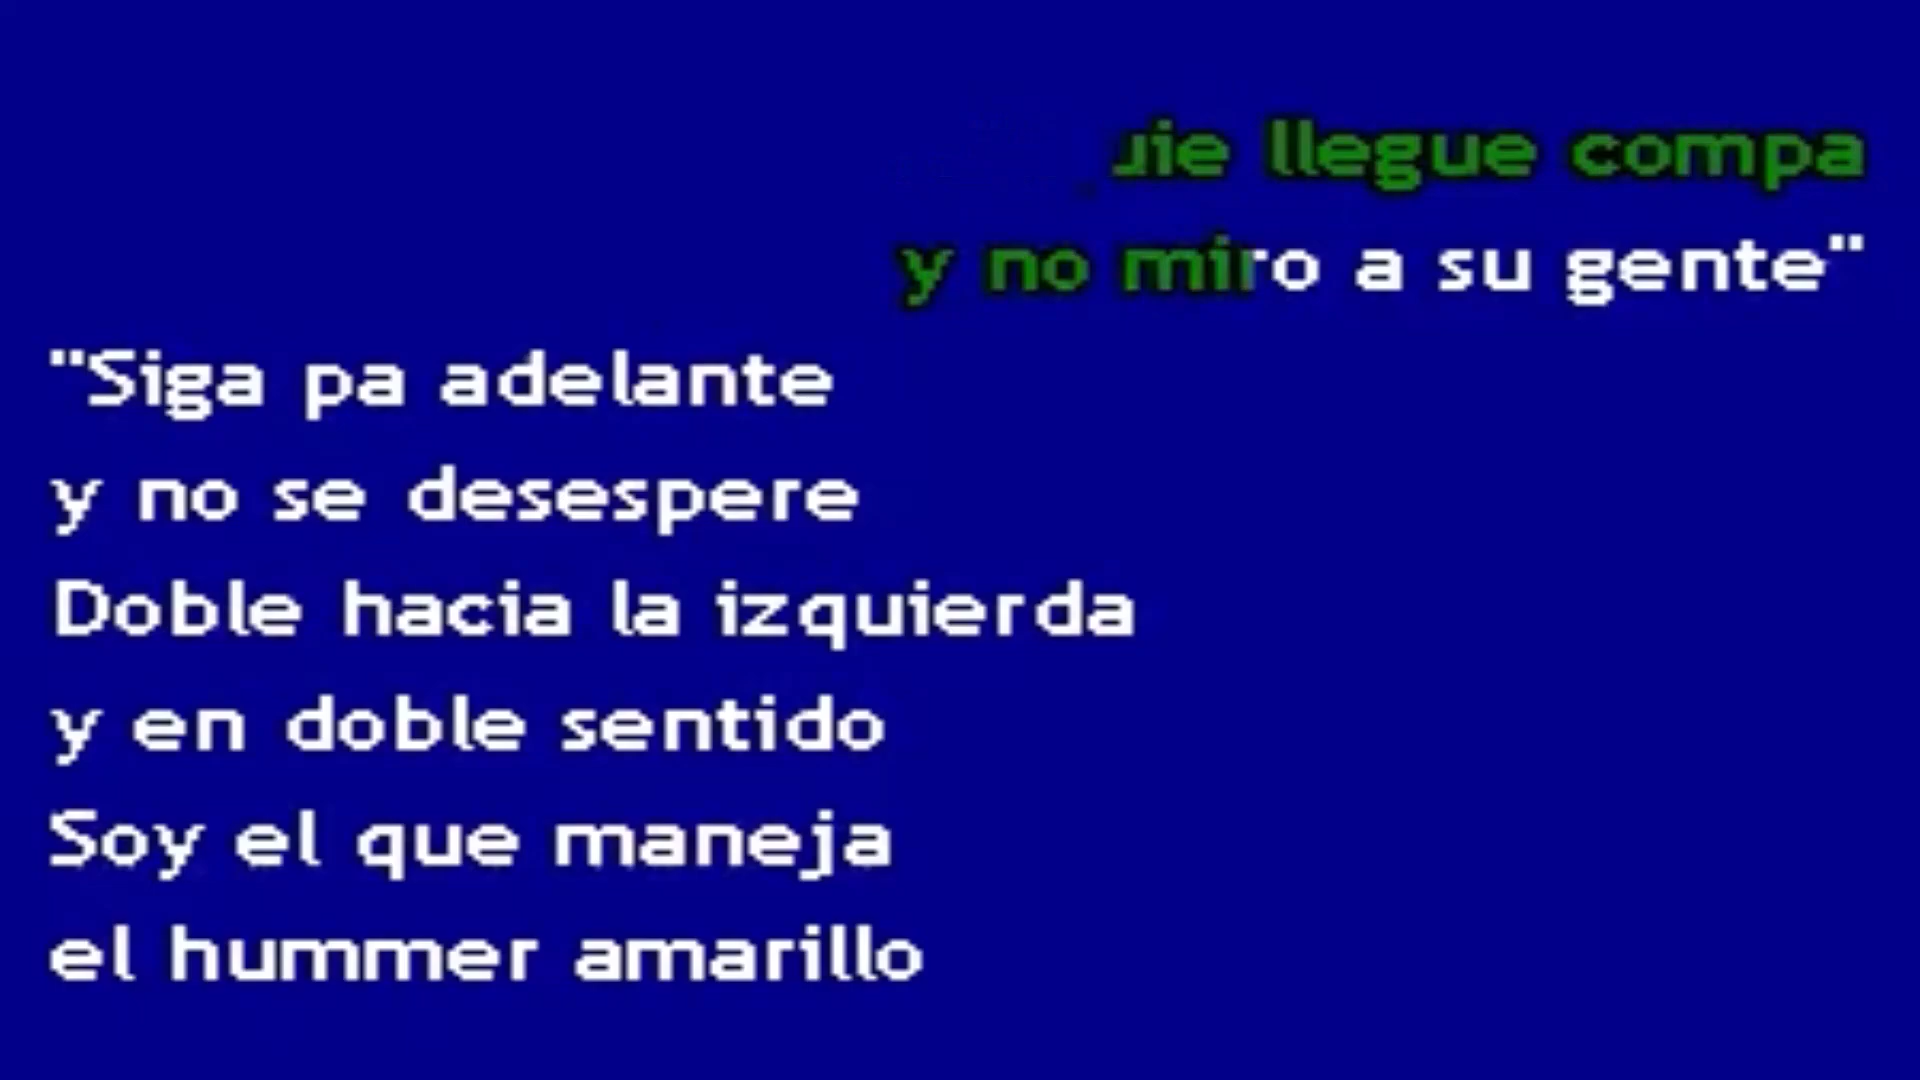 llegue compa
y no miro a su gente"
"Siga pa adelante
y no se desespere
Doble hacia la izquierda
y en doble sentido
Soy el que maneja
el hummer amarillo